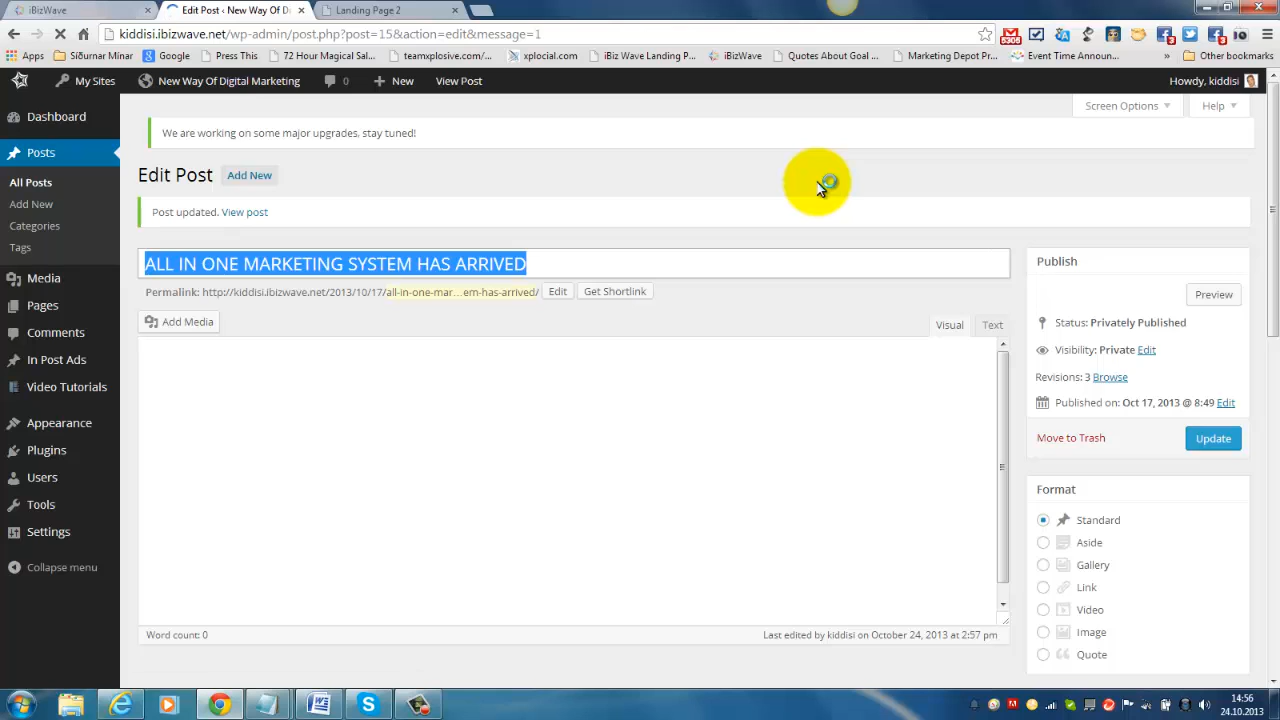 iBizWave
Edit Post ‹ New Way Of D
Landing Page 2
kiddisi.ibizwave.net/wp-admin/post.php?post=15&action=edit&message=1
Apps
Siðurnar Mínar
Google
Press This
72 Hour Magical Sal...
teamxplosive.com/...
xplocial.com...
iBiz Wave Landing P...
iBizWave
Quotes About Goal ...
Marketing Depot Pr...
Event Time Announ...
»
Other bookmarks
My Sites
New Way Of Digital Marketing
0
New
View Post
Howdy, kiddisi
Dashboard
Posts
All Posts
Add New
Categories
Tags
Media
Pages
Comments
In Post Ads
Video Tutorials
Appearance
Plugins
Users
Tools
Settings
Collapse menu
Screen Options
Help
We are working on some major upgrades, stay tuned!
Edit Post
Add New
Post updated. View post
ALL IN ONE MARKETING SYSTEM HAS ARRIVED
Permalink: http://kiddisi.ibizwave.net/2013/10/17/all-in-one-mar…em-has-arrived/
Edit
Get Shortlink
Add Media
Visual
Text
Word count: 0
Last edited by kiddisi on October 24, 2013 at 2:57 pm
Publish
Preview
Status: Privately Published
Visibility: Private Edit
Revisions: 3 Browse
Published on: Oct 17, 2013 @ 8:49 Edit
Move to Trash
Update
Format
Standard
Aside
Gallery
Link
Video
Image
Quote
14:56
24.10.2013